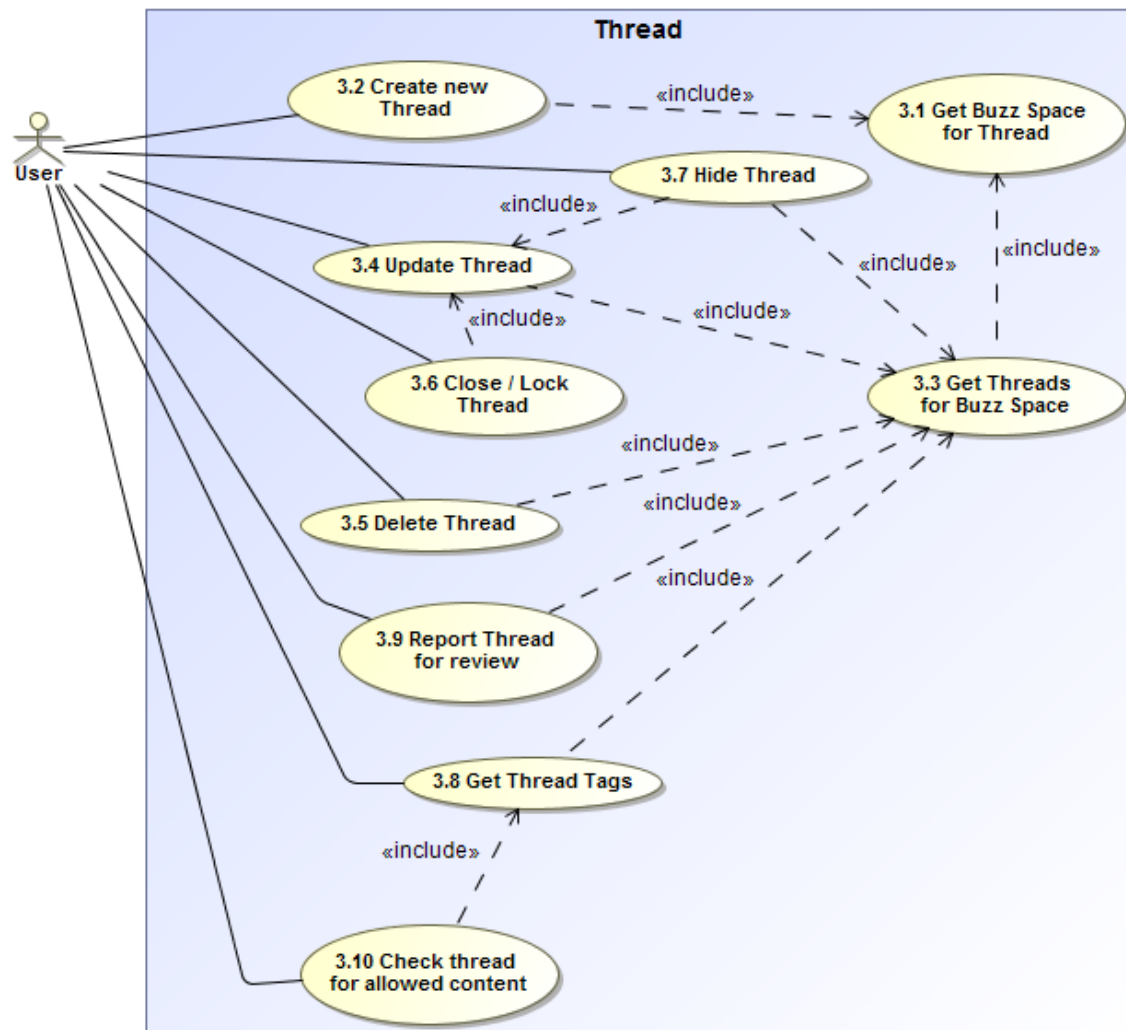 Thread
3.2 Create new
Thread
«include»
3.1 Get Buzz Space
for Thread
User
3.7 Hide Thread
«include»
3.4 Update Thread
«include»
«include»
«include»
3.6 Close / Lock
Thread
3.3 Get Threads
for Buzz Space
«include»
«include»
3.5 Delete Thread
«include»
«include»
3.9 Report Thread
for review
3.8 Get Thread Tags
«include»
3.10 Check thread
for allowed content